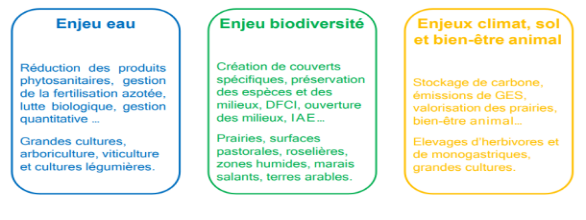 Enjeu eau
Réduction des produits
phytosanitaires, gestion
de la fertilisation azotée,
lutte biologique, gestion
quantitative ...
Grandes cultures,
arboriculture, viticulture
et cultures légumières.
Enjeu biodiversité
Création de couverts
spécifiques, préservation
des espèces et des
milieux, DFCI, ouverture
des milieux, IAE...
Prairies, surfaces
pastorales, roselières,
zones humides, marais
salants, terres arables.
Enjeux climat, sol
et bien-être animal
Stockage de carbone,
émissions de GES,
valorisation des prairies,
bien-être animal...
Elevages d'herbivores et
de monogastriques,
grandes cultures.